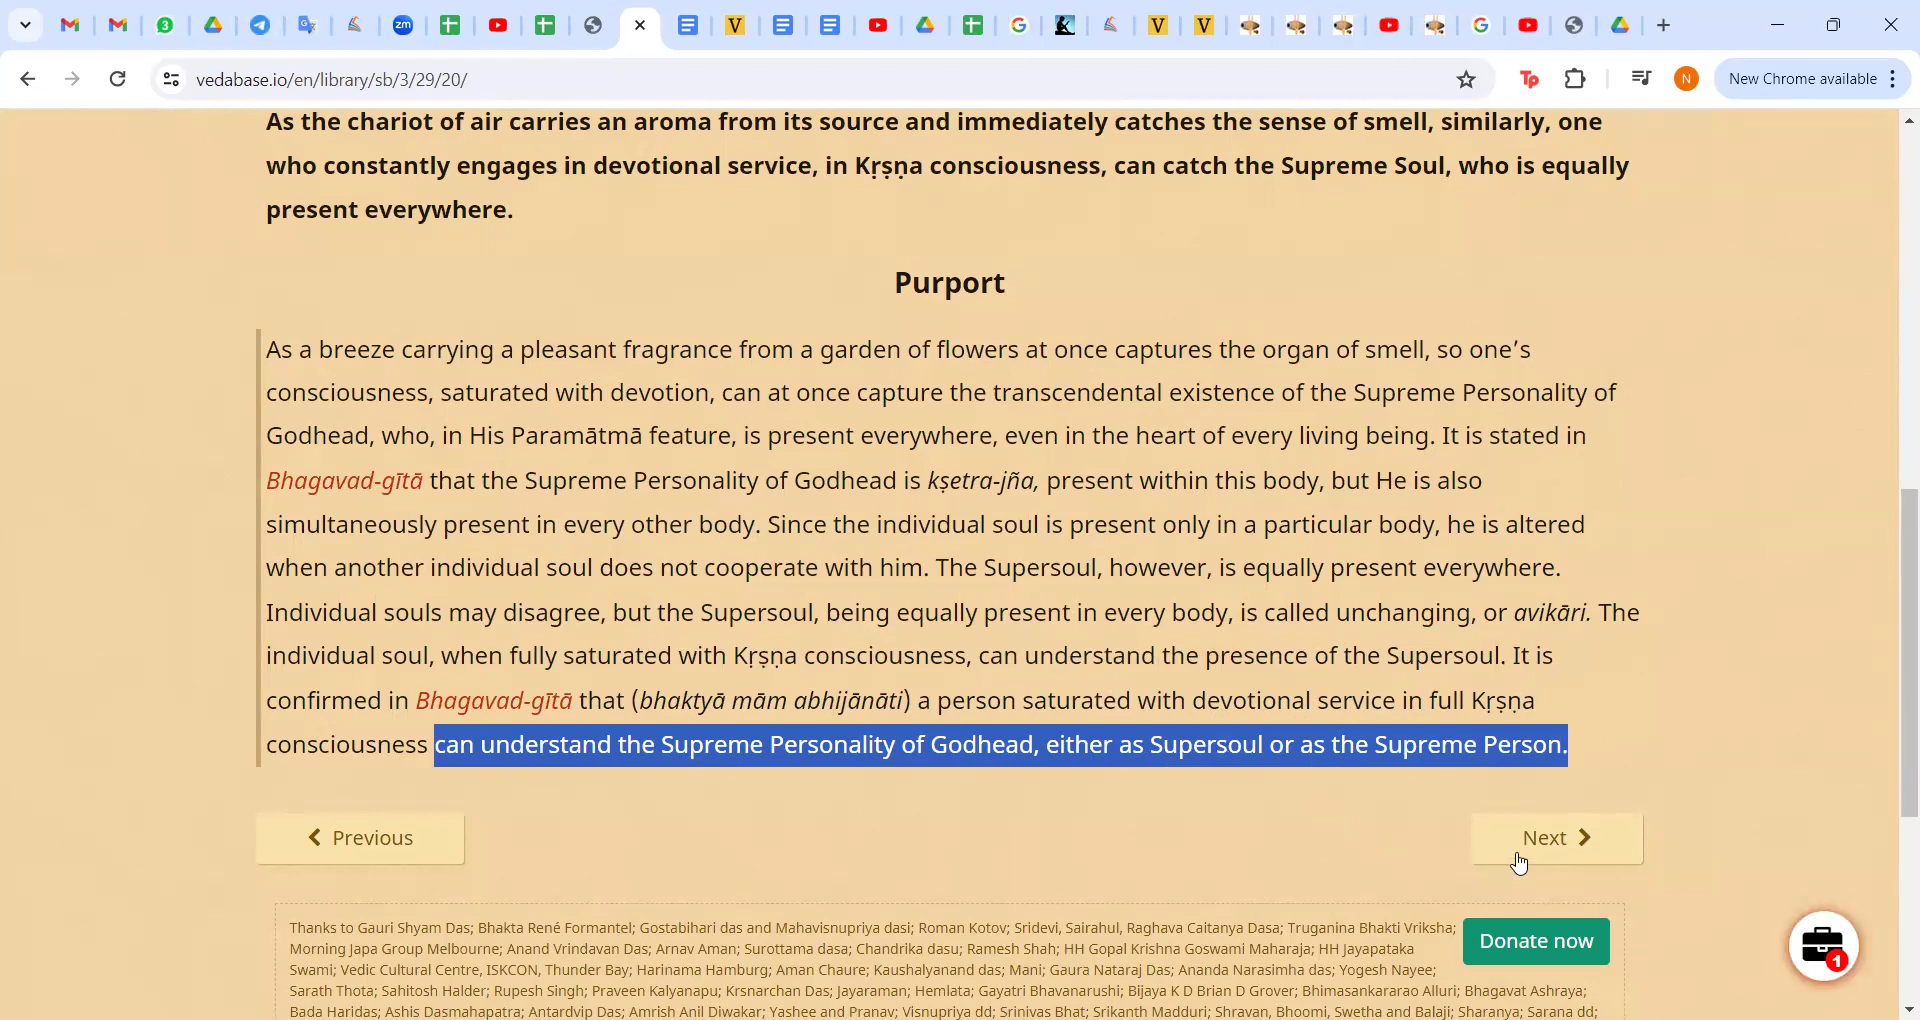 3
zm
vedabase.io/en/library/sb/3/29/20/
Tp
N
New Chrome available
As the chariot of air carries an aroma from its source and immediately catches the sense of smell, similarly, one
who constantly engages in devotional service, in Kṛṣṇa consciousness, can catch the Supreme Soul, who is equally
present everywhere.
Purport
As a breeze carrying a pleasant fragrance from a garden of flowers at once captures the organ of smell, so one’s
consciousness, saturated with devotion, can at once capture the transcendental existence of the Supreme Personality of
Godhead, who, in His Paramātmā feature, is present everywhere, even in the heart of every living being. It is stated in
Bhagavad-gītā that the Supreme Personality of Godhead is kṣetra-jña, present within this body, but He is also
simultaneously present in every other body. Since the individual soul is present only in a particular body, he is altered
when another individual soul does not cooperate with him. The Supersoul, however, is equally present everywhere.
Individual souls may disagree, but the Supersoul, being equally present in every body, is called unchanging, or avikāri. The
individual soul, when fully saturated with Kṛṣṇa consciousness, can understand the presence of the Supersoul. It is
confirmed in Bhagavad-gītā that (bhaktyā mām abhijānāti) a person saturated with devotional service in full Kṛṣṇa
consciousness can understand the Supreme Personality of Godhead, either as Supersoul or as the Supreme Person.
Previous
Next
Thanks to Gauri Shyam Das; Bhakta René Formantel; Gostabihari das and Mahavisnupriya dasi; Roman Kotov; Sridevi, Sairahul, Raghava Caitanya Dasa; Truganina Bhakti Vriksha;
Morning Japa Group Melbourne; Anand Vrindavan Das; Arnav Aman; Surottama dasa; Chandrika dasu; Ramesh Shah; HH Gopal Krishna Goswami Maharaja; HH Jayapataka
Swami; Vedic Cultural Centre, ISKCON, Thunder Bay; Harinama Hamburg; Aman Chaure; Kaushalyanand das; Mani; Gaura Nataraj Das; Ananda Narasimha das; Yogesh Nayee;
Sarath Thota; Sahitosh Halder; Rupesh Singh; Praveen Kalyanapu; Krsnarchan Das; Jayaraman; Hemlata; Gayatri Bhavanarushi; Bijaya K D Brian D Grover; Bhimasankararao Alluri; Bhagavat Ashraya;
Bada Haridas; Ashis Dasmahapatra; Antardvip Das; Amrish Anil Diwakar; Yashee and Pranav; Visnupriya dd; Srinivas Bhat; Srikanth Madduri; Shravan, Bhoomi, Swetha and Balaji; Sharanya; Sarana dd;
Donate now
1